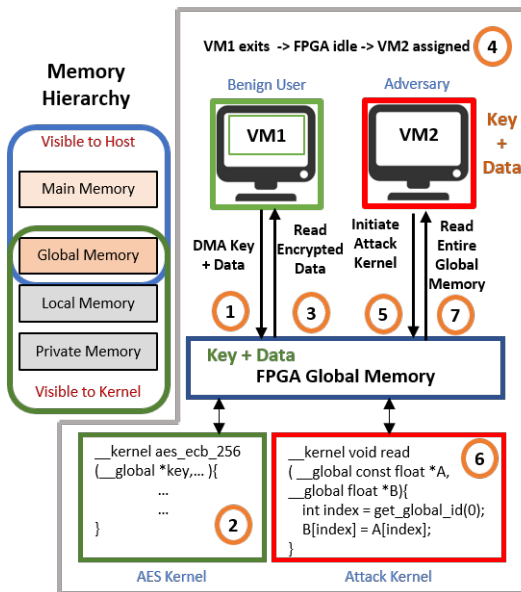 VM1 exits -> FPGA idle -> VM2 assigned
4
Memory
Hierarchy
Visible to Host
Main Memory
Global Memory
Local Memory
Private Memory
Visible to Kernel
Benign User
VM1
Adversary
VM2
Key
+
Data
DMA Key
+ Data
1
Read
Encrypted
Data
3
Initiate
Attack
Kernel
5
Read
Entire
Global
Memory
7
Key + Data
FPGA Global Memory
__kernel aes_ecb_256
(__global *key,... ){
...
...
}
2
AES Kernel
__kernel void read
( __global const float *A,
__global float *B){
int index = get_global_id(0);
B[index] = A[index];
}
6
Attack Kernel